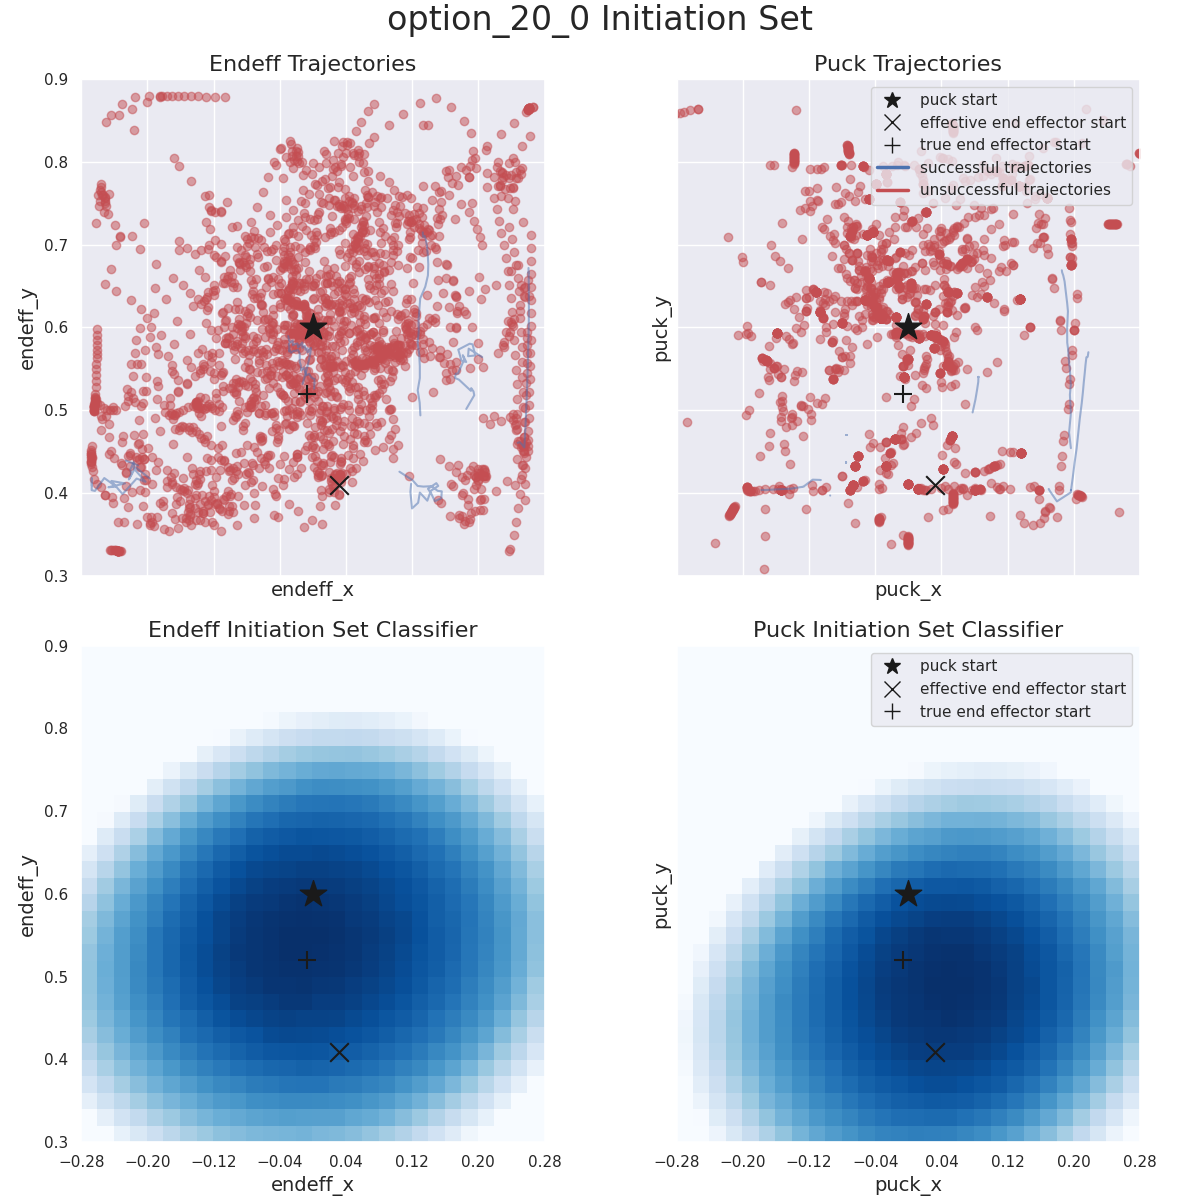 option_20_0 Initiation Set
Endeff Trajectories
0.9
0.8
0.7
0.6
0.5
0.4
0.3
endeff_y
endeff_x
Puck Trajectories
puck start
effective end effector start
true end effector start
successful trajectories
unsuccessful trajectories
puck_y
puck_x
Endeff Initiation Set Classifier
0.9
0.8
0.7
0.6
0.5
0.4
0.3
endeff_y
−0.28 −0.20 −0.12 −0.04 0.04 0.12 0.20 0.28
endeff_x
Puck Initiation Set Classifier
puck start
effective end effector start
true end effector start
puck_y
−0.28 −0.20 −0.12 −0.04 0.04 0.12 0.20 0.28
puck_x